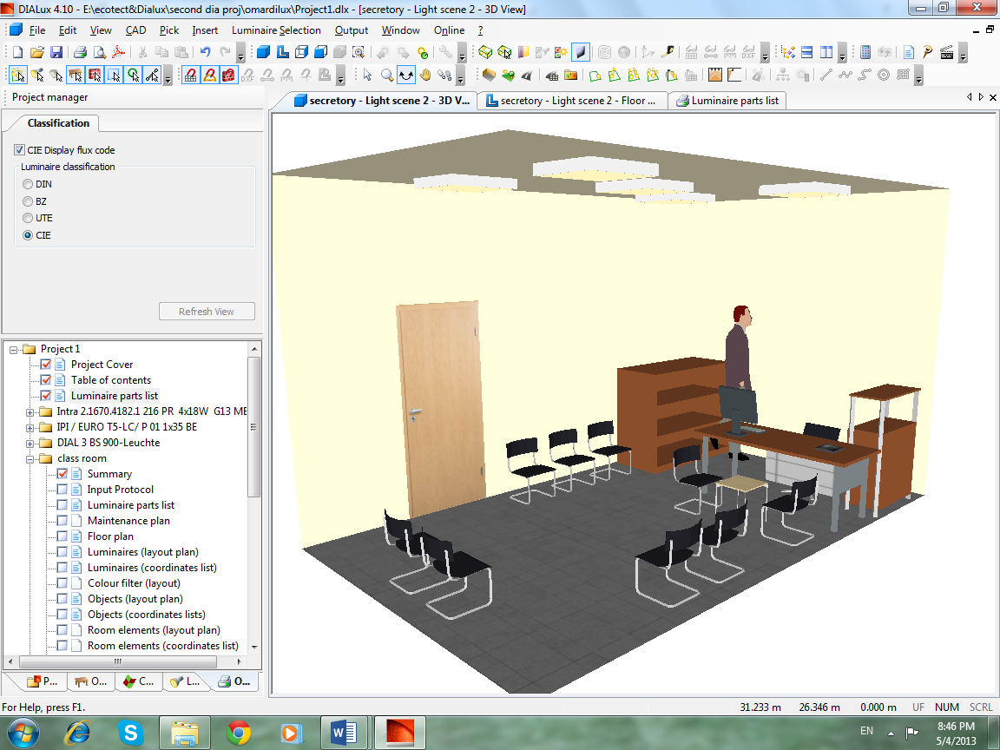 DIALux 4.10 - E:\ecotect&Dialux\second dia proj\omardilux\Project1.dlx - [secretory - Light scene 2 - 3D View]
File Edit View CAD Pick Insert Luminaire Selection Output Window Online ?
Project manager
secretory - Light scene 2 - 3D V... secretory - Light scene 2 - Floor ... Luminaire parts list
Classification
CIE Display flux code
Luminaire classification
DIN
BZ
UTE
CIE
Refresh View
Project 1
Project Cover
Table of contents
Luminaire parts list
Intra 2.1670.4182.1 216 PR 4x18W G13 ME
IPI / EURO T5-LC/ P 01 1x35 BE
DIAL 3 BS 900-Leuchte
class room
Summary
Input Protocol
Luminaire parts list
Maintenance plan
Floor plan
Luminaires (layout plan)
Luminaires (coordinates list)
Colour filter (layout)
Objects (layout plan)
Objects (coordinates lists)
Room elements (layout plan)
Room elements (coordinates list)
P... O... C... L... O...
For Help, press F1.
31.233 m 26.346 m 0.000 m UF NUM SCRL
EN 8:46 PM
5/4/2013